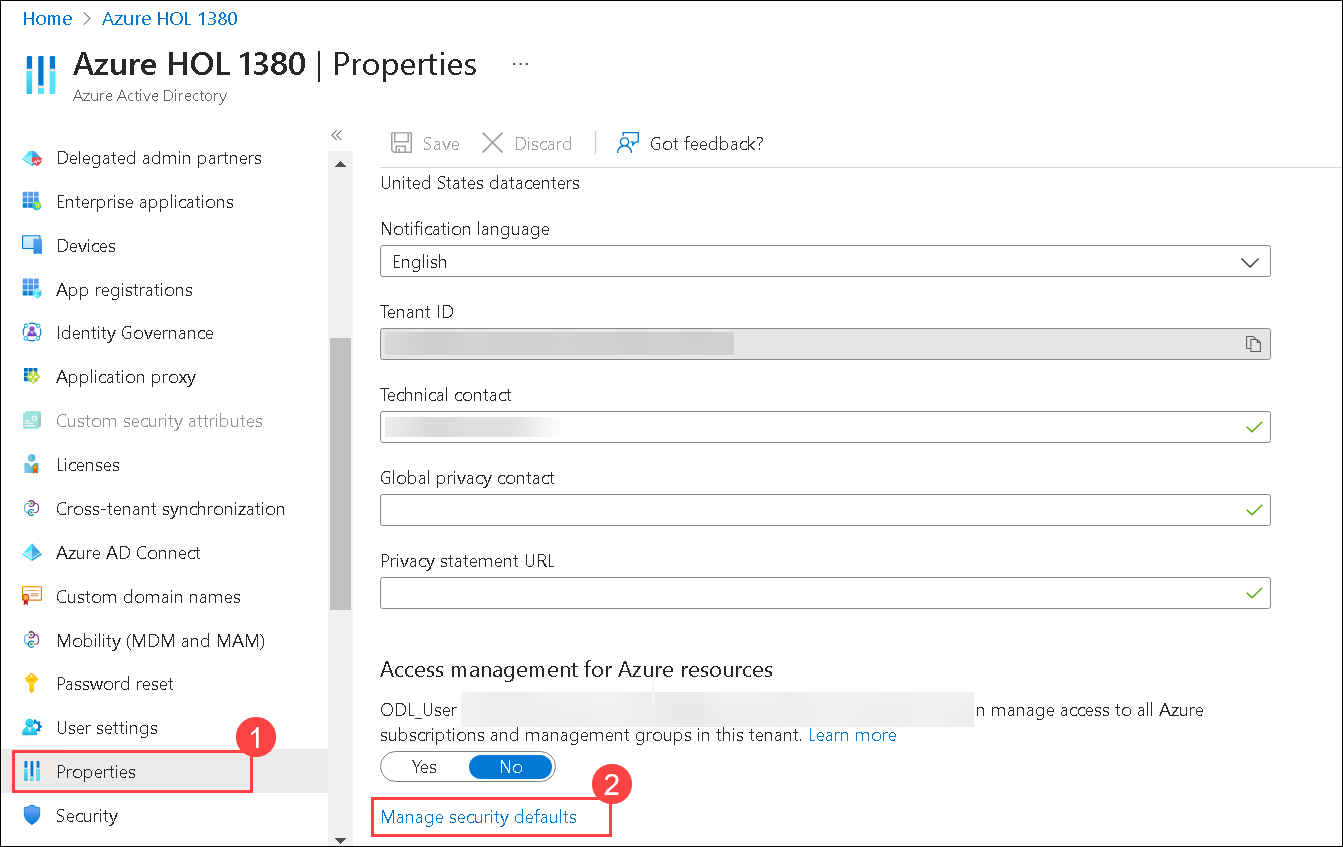 Home > Azure HOL 1380
Azure HOL 1380 | Properties ...
Azure Active Directory
«
Delegated admin partners
Enterprise applications
Devices
App registrations
Identity Governance
Application proxy
Custom security attributes
Licenses
Cross-tenant synchronization
Azure AD Connect
Custom domain names
Mobility (MDM and MAM)
Password reset
User settings
1
Properties
Security
Save Discard Got feedback?
United States datacenters
Notification language
English
Tenant ID
Technical contact
Global privacy contact
Privacy statement URL
Access management for Azure resources
ODL_User n manage access to all Azure
subscriptions and management groups in this tenant. Learn more
Yes No
2
Manage security defaults